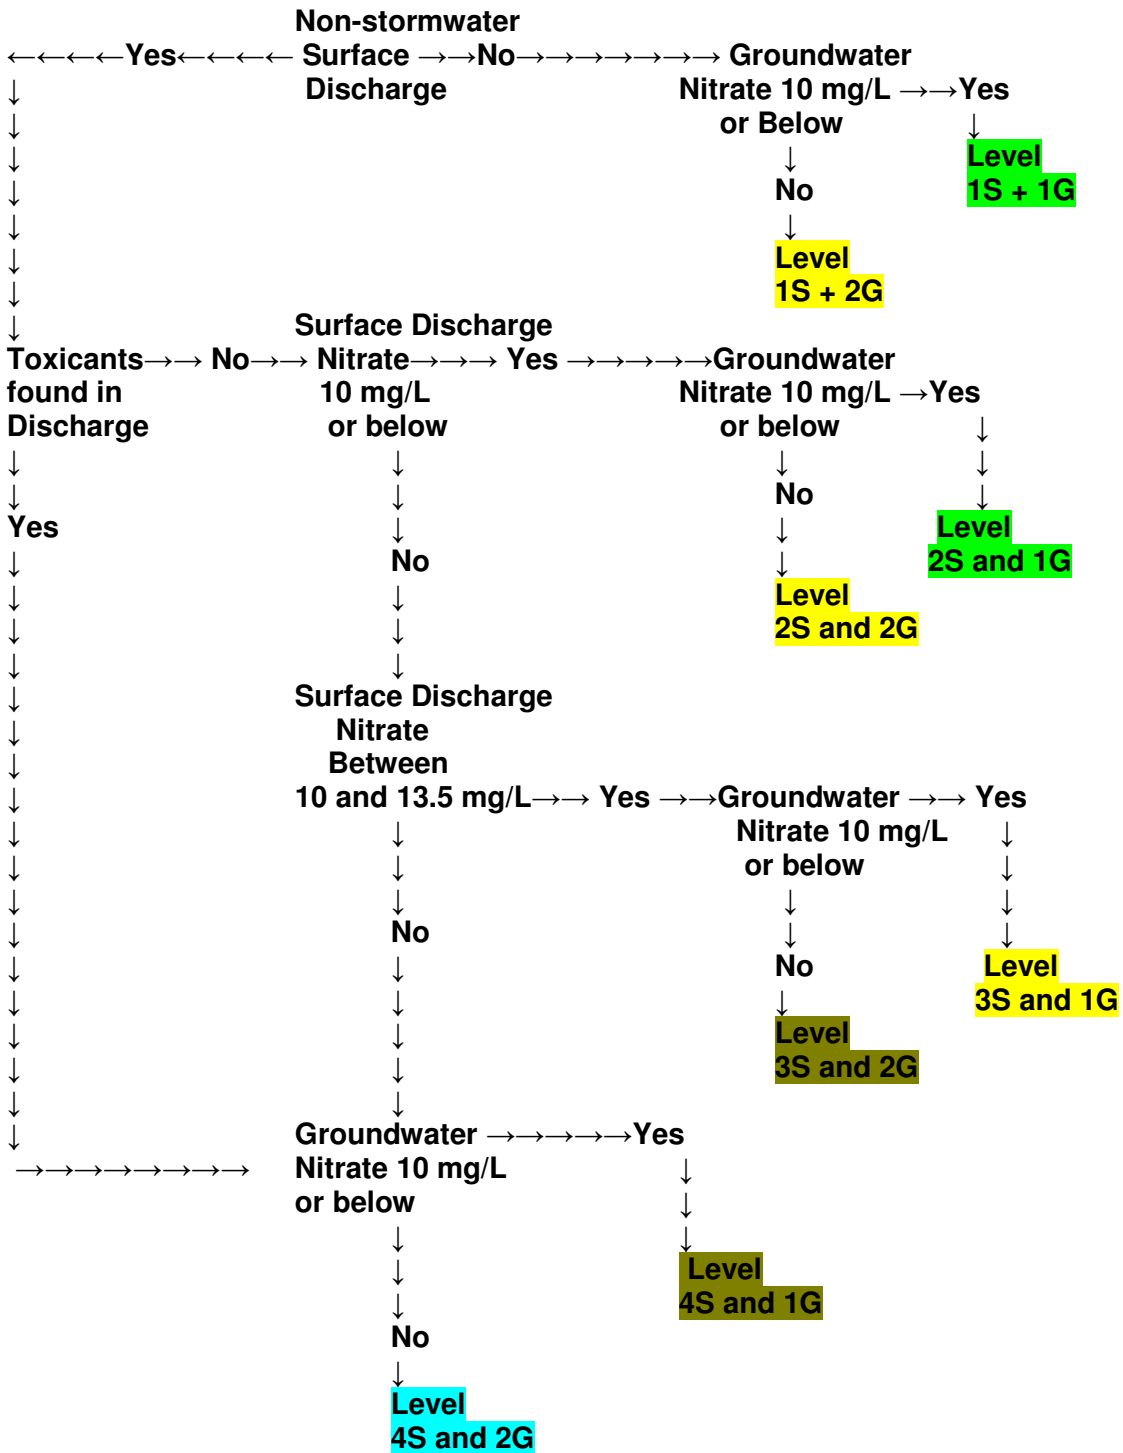 Non-stormwater
←←←←Yes←←←← Surface →→No→→→→→→→ Groundwater
↓ Discharge Nitrate 10 mg/L →→Yes
↓ or Below ↓
↓ ↓ Level
↓ No 1S + 1G
↓ ↓
↓ Level
↓ 1S + 2G
↓ Surface Discharge
Toxicants→→ No→→ Nitrate→→→ Yes →→→→→Groundwater
found in 10 mg/L Nitrate 10 mg/L →Yes
Discharge or below or below ↓
↓ ↓ ↓ ↓
↓ ↓ No ↓
Yes ↓ ↓ Level
↓ No ↓ 2S and 1G
↓ ↓ Level
↓ ↓ 2S and 2G
↓ ↓
↓ Surface Discharge
↓ Nitrate
↓ Between
↓ 10 and 13.5 mg/L→→ Yes →→Groundwater →→ Yes
↓ ↓ Nitrate 10 mg/L ↓
↓ ↓ or below ↓
↓ ↓ ↓ ↓
↓ No ↓ ↓
↓ ↓ No Level
↓ ↓ ↓ 3S and 1G
↓ ↓ Level
↓ ↓ 3S and 2G
↓ ↓
↓ Groundwater →→→→→Yes
→→→→→→→→ Nitrate 10 mg/L ↓
or below ↓
↓ ↓
↓ Level
↓ 4S and 1G
No
↓
Level
4S and 2G